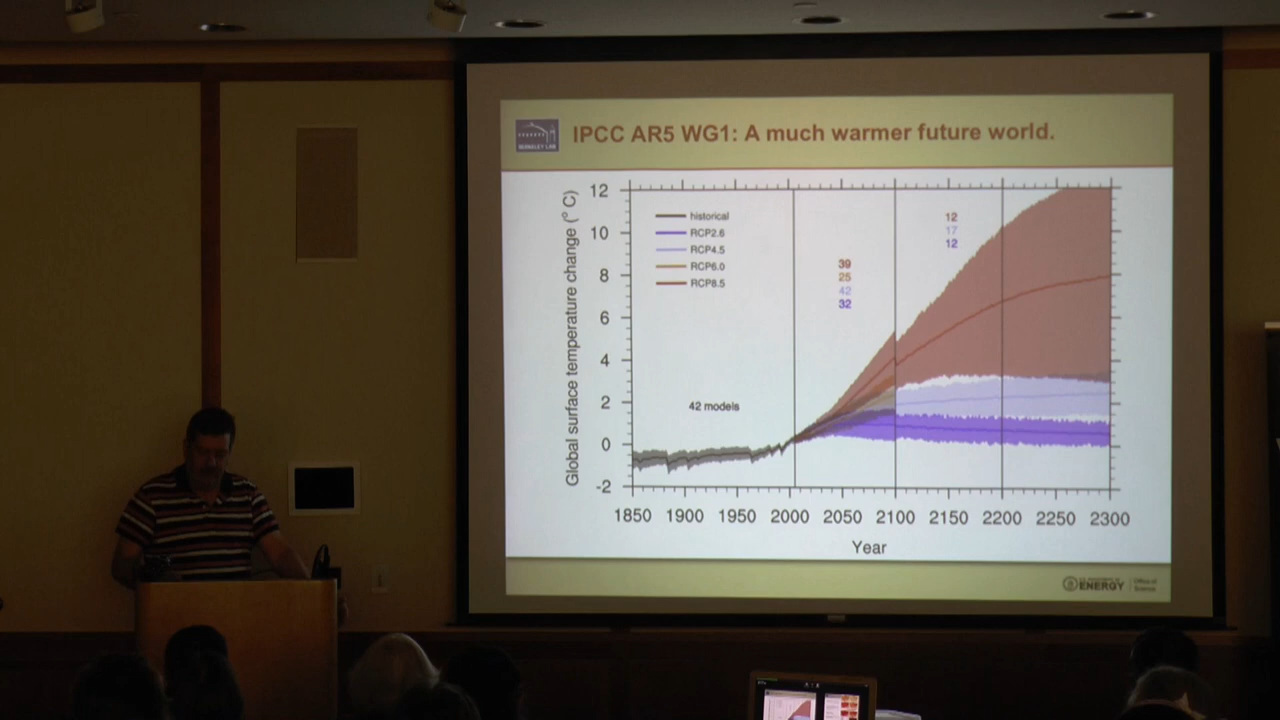 BERKELEY LAB
IPCC AR5 WG1: A much warmer future world.
Global surface temperature change (° C)
12
10
8
6
4
2
0
-2
historical
RCP2.6
RCP4.5
RCP6.0
RCP8.5
42 models
39
25
42
32
12
17
12
1850 1900 1950 2000 2050 2100 2150 2200 2250 2300
Year
ENERGY
Office of
Science